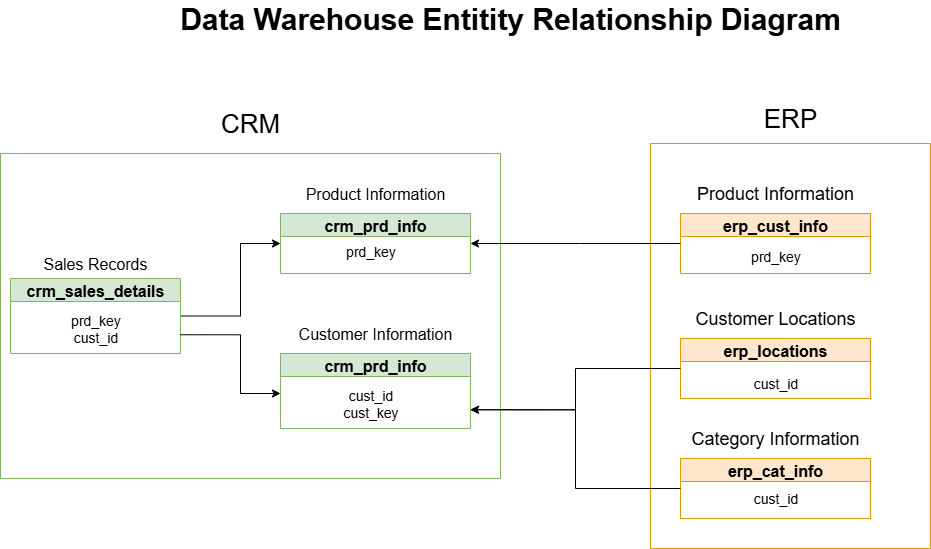 Data Warehouse Entitity Relationship Diagram
CRM
ERP
Product Information
crm_prd_info
prd_key
Sales Records
crm_sales_details
prd_key
cust_id
Customer Information
crm_prd_info
cust_id
cust_key
Product Information
erp_cust_info
prd_key
Customer Locations
erp_locations
cust_id
Category Information
erp_cat_info
cust_id